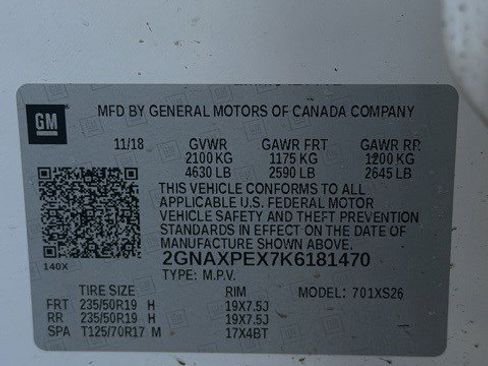 MFD BY GENERAL MOTORS OF CANADA COMPANY
GM
11/18 GVWR GAWR FRT GAWR RR
2100 KG 1175 KG 1200 KG
4630 LB 2590 LB 2645 LB
THIS VEHICLE CONFORMS TO ALL
APPLICABLE U.S. FEDERAL MOTOR
VEHICLE SAFETY AND THEFT PREVENTION
STANDARDS IN EFFECT ON THE DATE OF
MANUFACTURE SHOWN ABOVE.
140X
2GNAXPEX7K6181470
TYPE: M.P.V.
TIRE SIZE RIM MODEL: 701XS26
FRT 235/50R19 H 19X7.5J
RR 235/50R19 H 19X7.5J
SPA T125/70R17 M 17X4BT